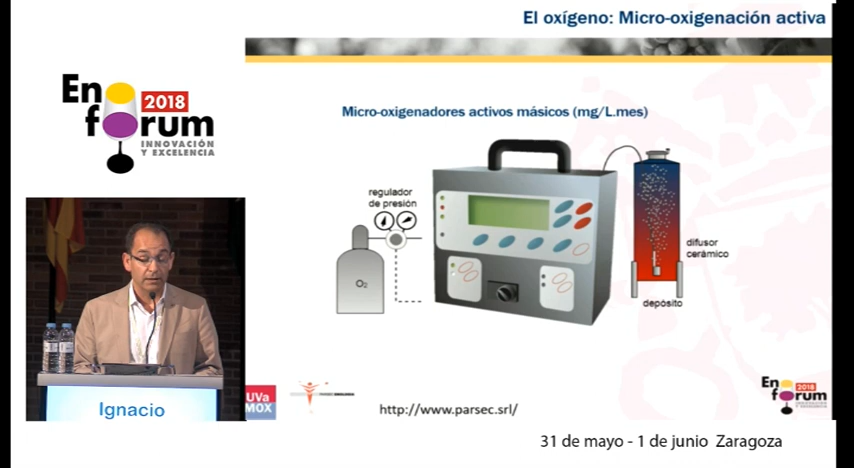 El oxígeno: Micro-oxigenación activa
En
2018
forum
INNOVACIÓN
Y EXCELENCIA
Micro-oxigenadores activos másicos (mg/L.mes)
regulador
de presión
O2
difusor
cerámico
depósito
Ignacio
UVa
MOX
http://www.parsec.srl/
En
2018
forum
31 de mayo - 1 de junio Zaragoza